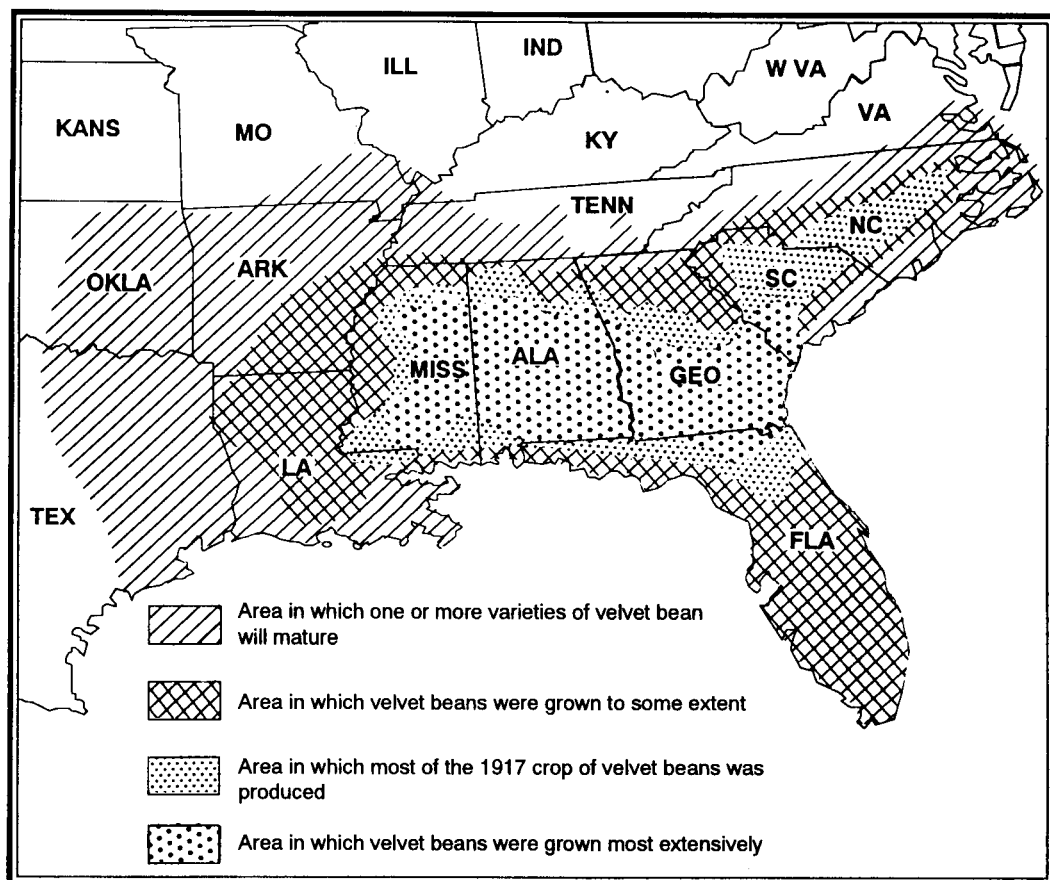 IND
ILL
W VA
KANS
MO
VA
KY
TENN
NC
OKLA
ARK
SC
MISS
ALA
GEO
LA
TEX
FLA
Area in which one or more varieties of velvet bean
will mature
Area in which velvet beans were grown to some extent
Area in which most of the 1917 crop of velvet beans was
produced
Area in which velvet beans were grown most extensively